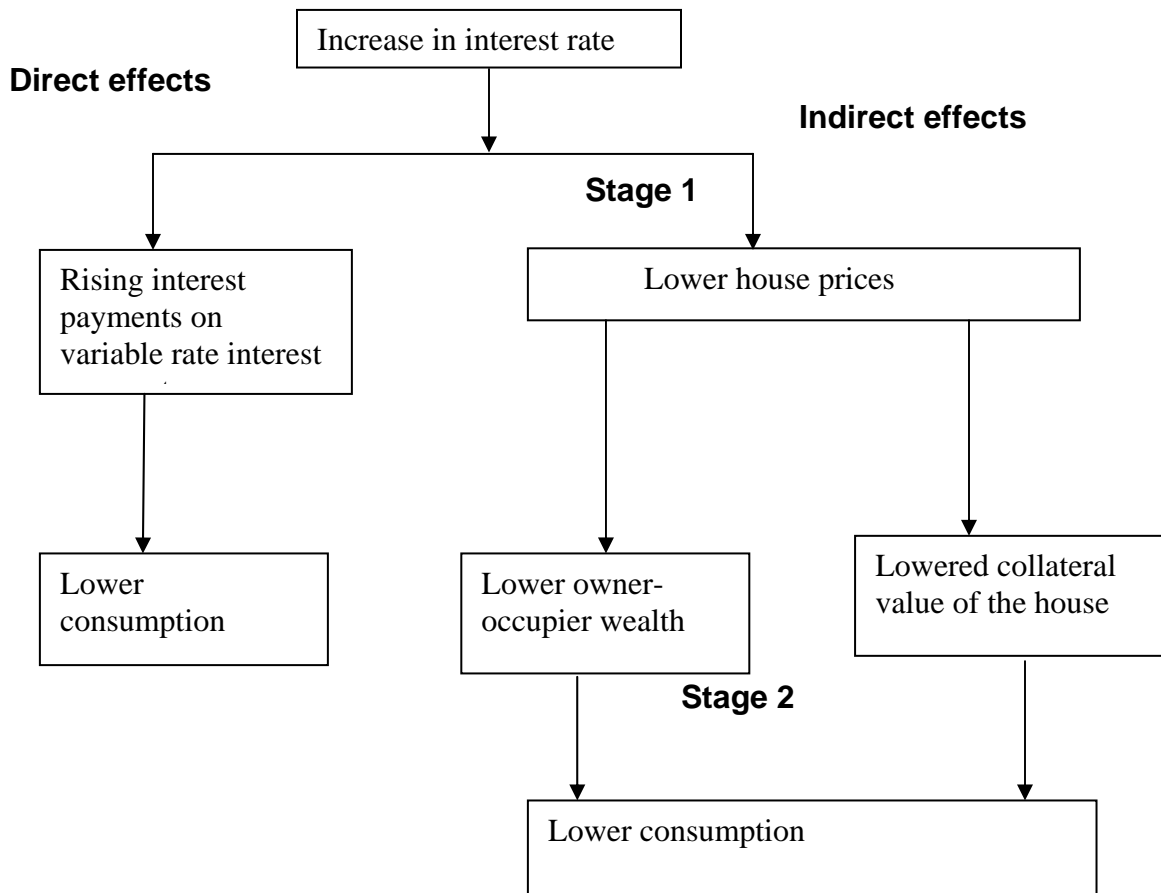 Increase in interest rate
Direct effects
Indirect effects
Stage 1
Rising interest
payments on
variable rate interest
Lower house prices
Lower
consumption
Lower owner-
occupier wealth
Lowered collateral
value of the house
Stage 2
Lower consumption